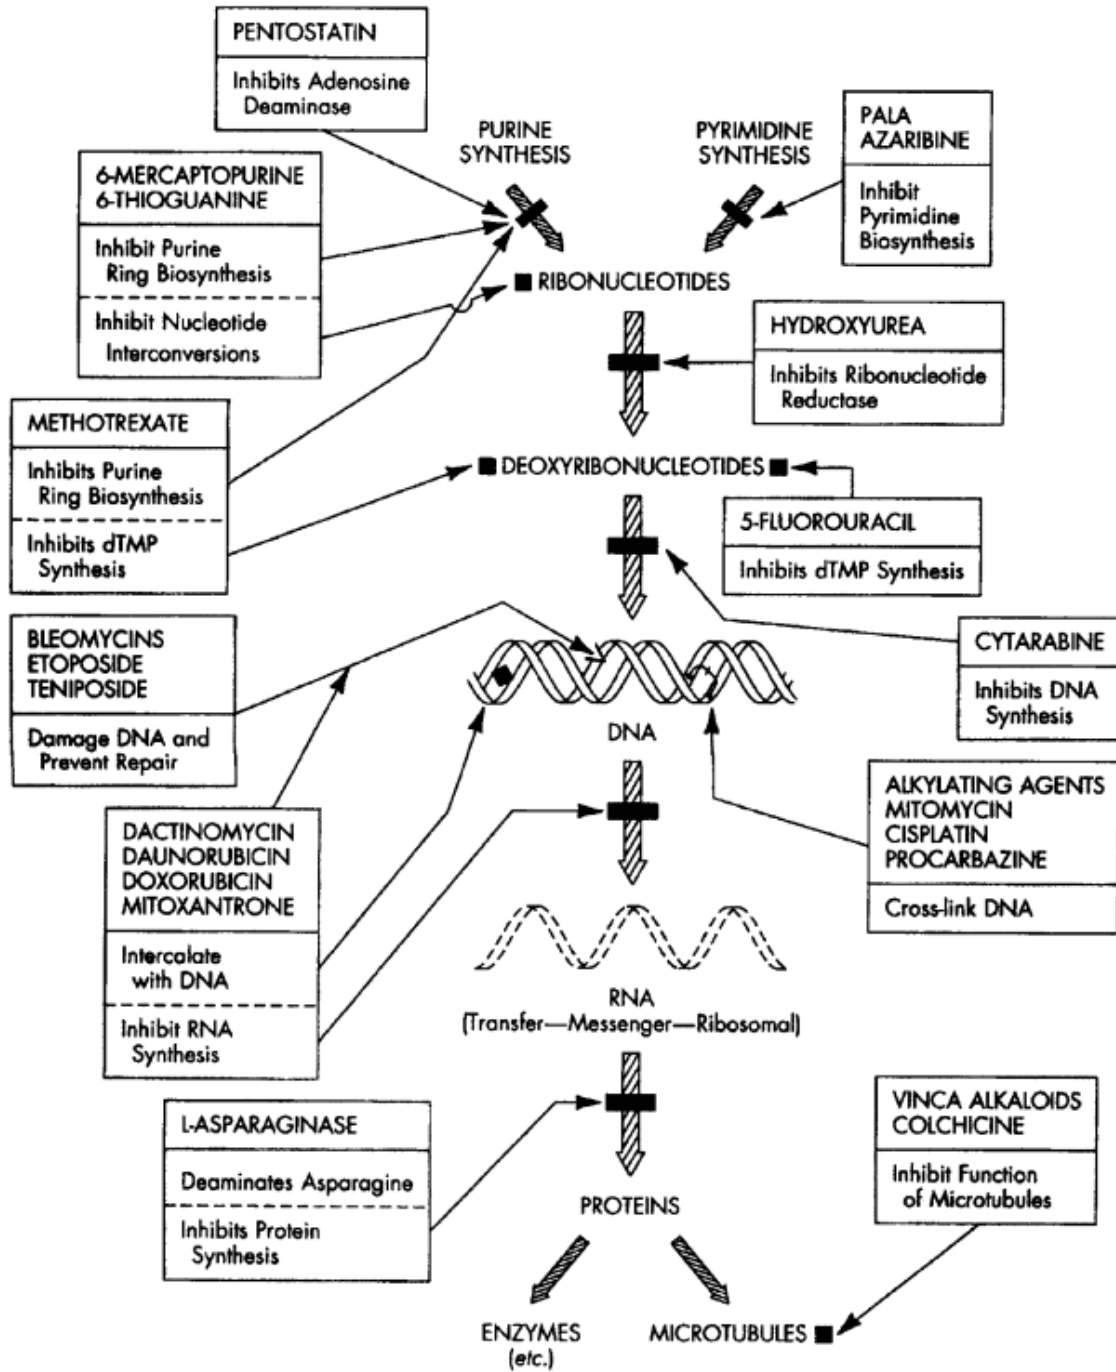 PENTOSTATIN
Inhibits Adenosine
Deaminase
PURINE
SYNTHESIS
PYRIMIDINE
SYNTHESIS
PALA
AZARIBINE
Inhibit
Pyrimidine
Biosynthesis
6-MERCAPTOPURINE
6-THIOGUANINE
Inhibit Purine
Ring Biosynthesis
Inhibit Nucleotide
Interconversions
RIBONUCLEOTIDES
HYDROXYUREA
Inhibits Ribonucleotide
Reductase
METHOTREXATE
Inhibits Purine
Ring Biosynthesis
Inhibits dTMP
Synthesis
DEOXYRIBONUCLEOTIDES
5-FLUOROURACIL
Inhibits dTMP Synthesis
BLEOMYCINS
ETOPOSIDE
TENIPOSIDE
Damage DNA and
Prevent Repair
CYTARABINE
Inhibits DNA
Synthesis
DNA
ALKYLATING AGENTS
MITOMYCIN
CISPLATIN
PROCARBAZINE
Cross-link DNA
DACTINOMYCIN
DAUNORUBICIN
DOXORUBICIN
MITOXANTRONE
Intercalate
with DNA
Inhibit RNA
Synthesis
RNA
(Transfer—Messenger—Ribosomal)
L-ASPARAGINASE
Deaminates Asparagine
Inhibits Protein
Synthesis
VINCA ALKALOIDS
COLCHICINE
Inhibit Function
of Microtubules
PROTEINS
ENZYMES
(etc.)
MICROTUBULES